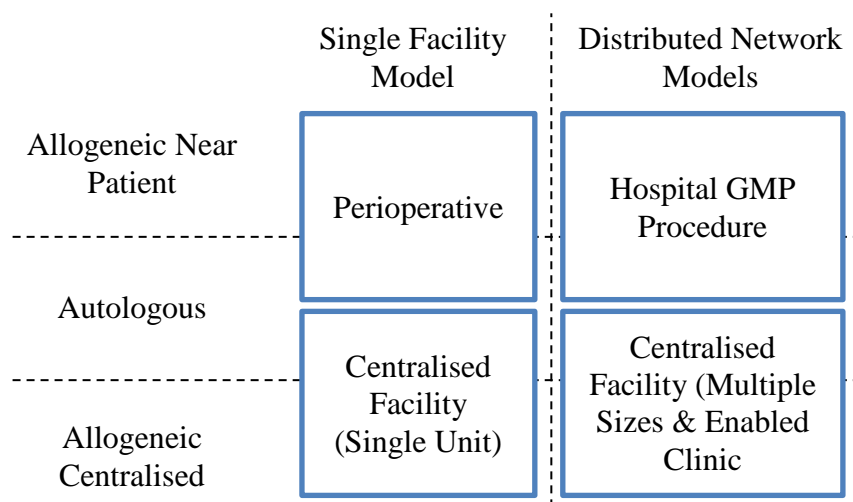 Single Facility
Model
Distributed Network
Models
Allogeneic Near
Patient
Perioperative
Hospital GMP
Procedure
Autologous
Centralised
Facility
(Single Unit)
Centralised
Facility (Multiple
Sizes & Enabled
Clinic
Allogeneic
Centralised